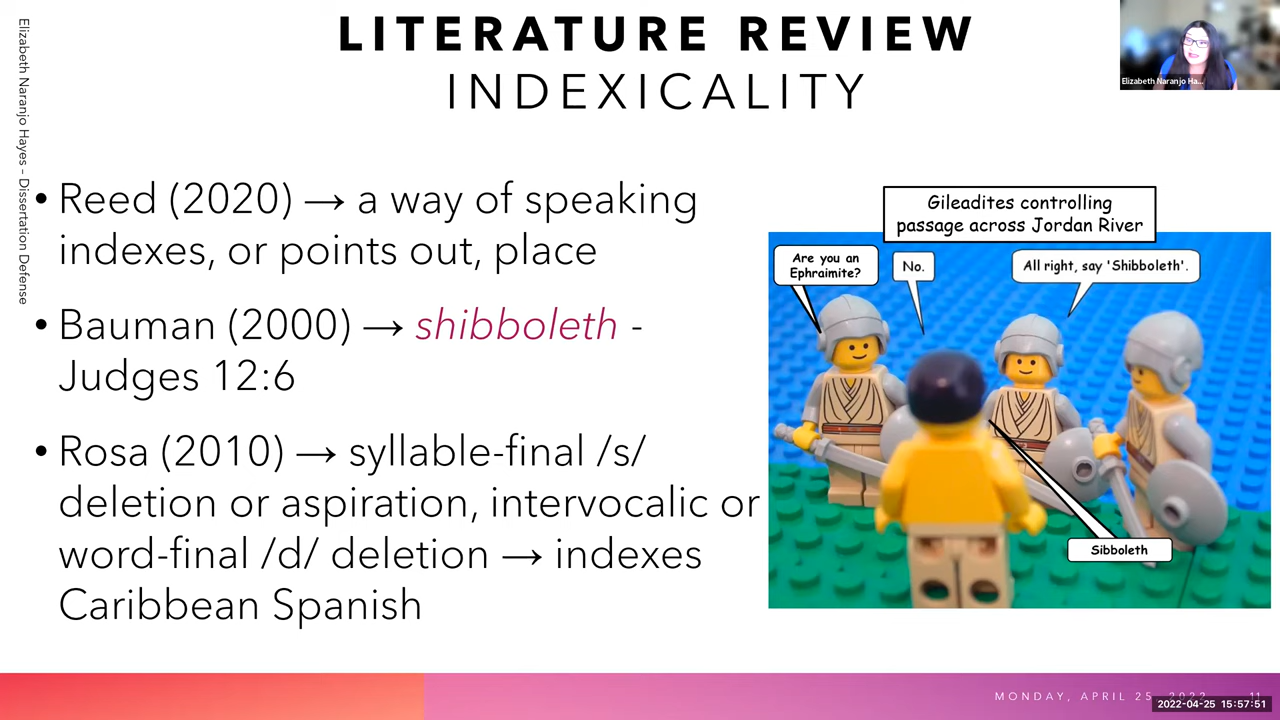 LITERATURE REVIEW
INDEXICALITY
Elizabeth Naranjo Ha...
Elizabeth Naranjo Hayes – Dissertation Defense
• Reed (2020) → a way of speaking
indexes, or points out, place
• Bauman (2000) → shibboleth -
Judges 12:6
• Rosa (2010) → syllable-final /s/
deletion or aspiration, intervocalic or
word-final /d/ deletion → indexes
Caribbean Spanish
Gileadites controlling
passage across Jordan River
Are you an
Ephraimite?
No.
All right, say 'Shibboleth'.
Sibboleth
MONDAY, APRIL 25, 2022
11
2022-04-25 15:57:51